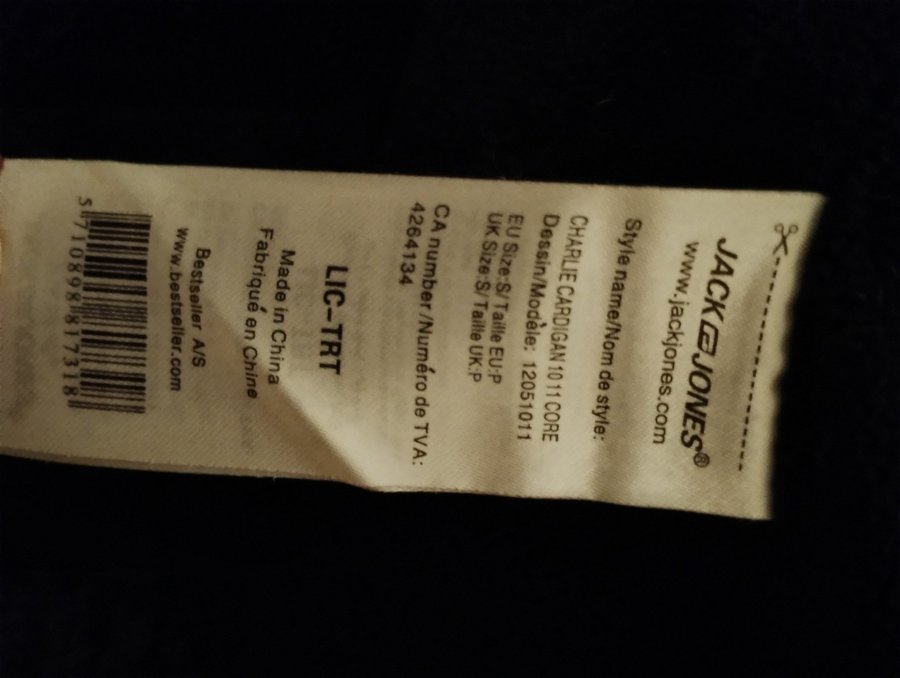 JACK JONES®
www.jackjones.com
Style name/Nom de style:
CHARLIE CARDIGAN 10 11 CORE
Dessin/Modèle: 12051011
EU Size:S/Taille EU:P
UK Size:S/Taille UK:P
CA number/Numéro de TVA:
4264134
LIC-TRT
Made in China
Fabriqué en Chine
Bestseller A/S
www.bestseller.com
5710898817318